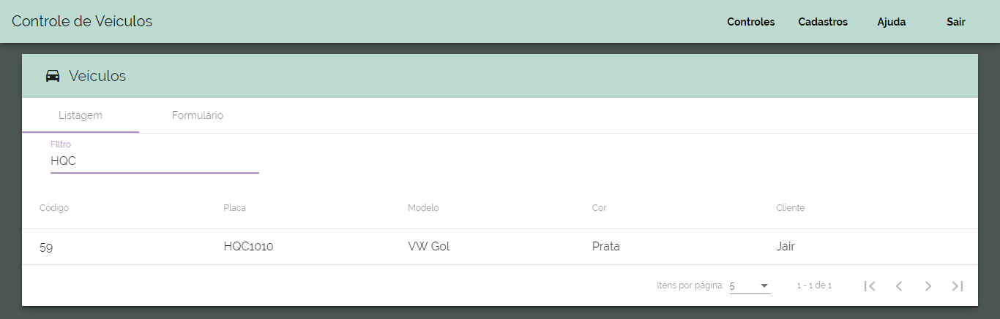 Controle de Veículos Controles Cadastros Ajuda Sair
Veículos
Listagem Formulário
Filtro
HQC
Código Placa Modelo Cor Cliente
59 HQC1010 VW Gol Prata Jair
Itens por página: 5 1 - 1 de 1